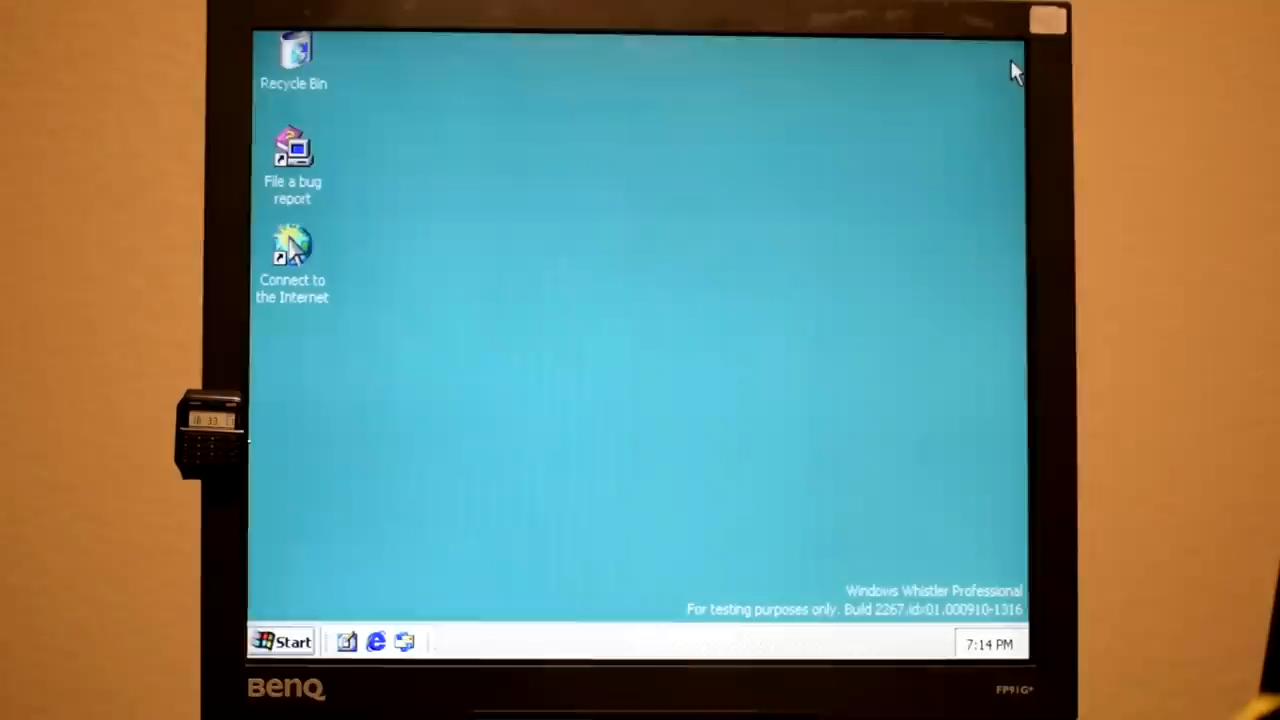 Recycle Bin
File a bug
report
Connect to
the Internet
Windows Whistler Professional
For testing purposes only. Build 2267.idx01.000910-1316
Start
7:14 PM
BenQ
FP91G+